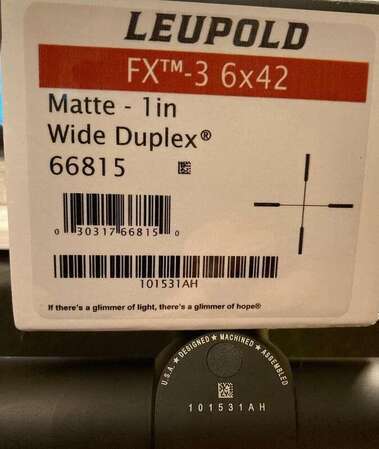 LEUPOLD
FX™-3 6x42
Matte - 1in
Wide Duplex®
66815
0 30317 66815 0
101531AH
If there's a glimmer of light, there's a glimmer of hope®
U.S.A. ★ DESIGNED ★ MACHINED ★ ASSEMBLED
101531AH